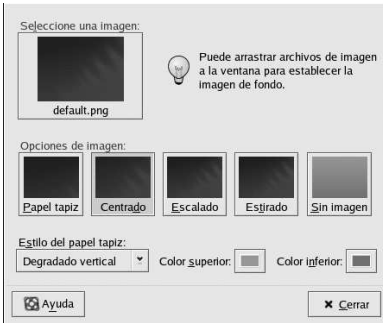 Seleccione una imagen:
default.png
Puede arrastrar archivos de imagen
a la ventana para establecer la
imagen de fondo.
Opciones de imagen:
Papel tapiz
Centrado
Escalado
Estirado
Sin imagen
Estilo del papel tapiz:
Degradado vertical
Color superior:
Color inferior:
Ayuda
Cerrar